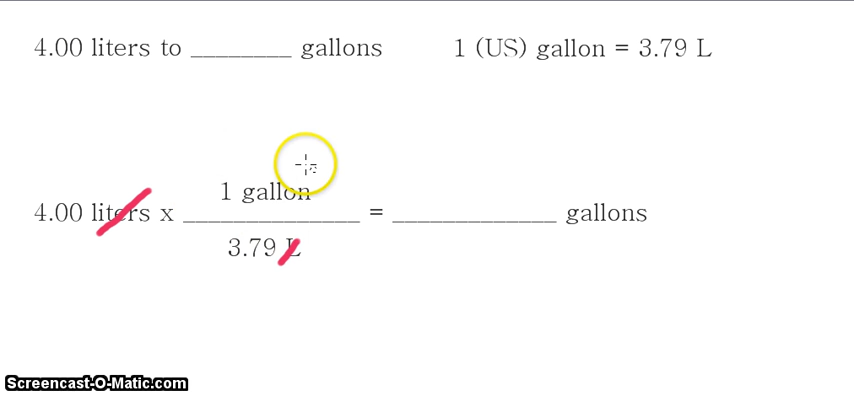 4.00 liters to ________ gallons 1 (US) gallon = 3.79 L
1 gallon
4.00 liters x ______________ = _____________ gallons
3.79 L
Screencast-O-Matic.com